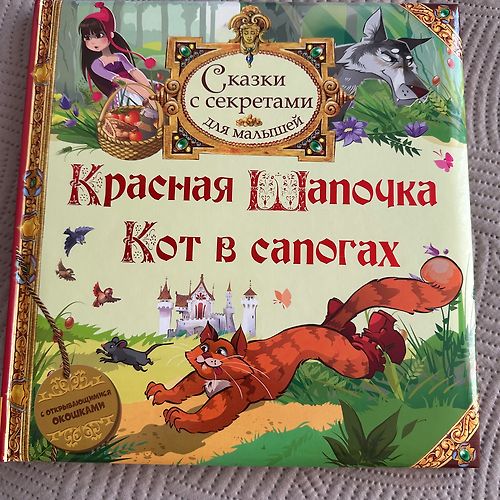 Сказки
с секретами
для малышей
Красная Шапочка
Кот в сапогах
с открывающимися
окошками